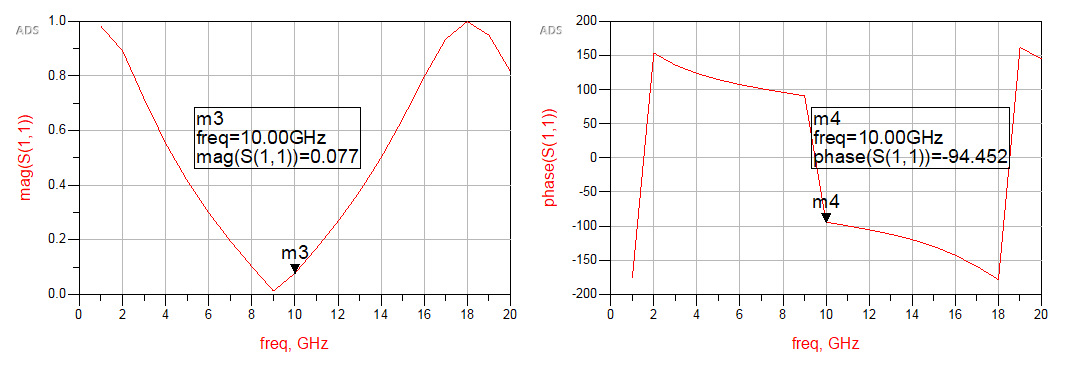 ADS
1.0
0.8
0.6
0.4
0.2
0.0
mag(S(1,1))
m3
freq=10.00GHz
mag(S(1,1))=0.077
m3
0 2 4 6 8 10 12 14 16 18 20
freq, GHz
ADS
200
150
100
50
0
-50
-100
-150
-200
phase(S(1,1))
m4
freq=10.00GHz
phase(S(1,1))=-94.452
m4
0 2 4 6 8 10 12 14 16 18 20
freq, GHz